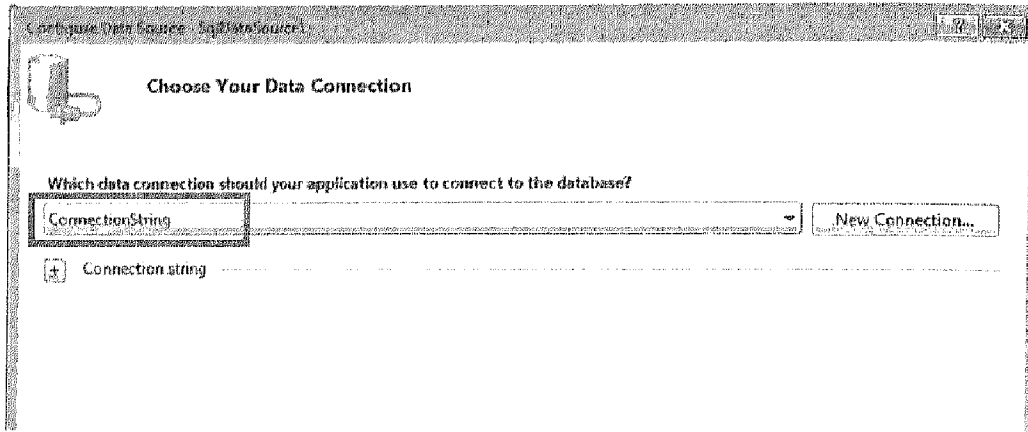 Configure Data Source - SqlDataSource1
Choose Your Data Connection
Which data connection should your application use to connect to the database?
ConnectionString
New Connection...
Connection string